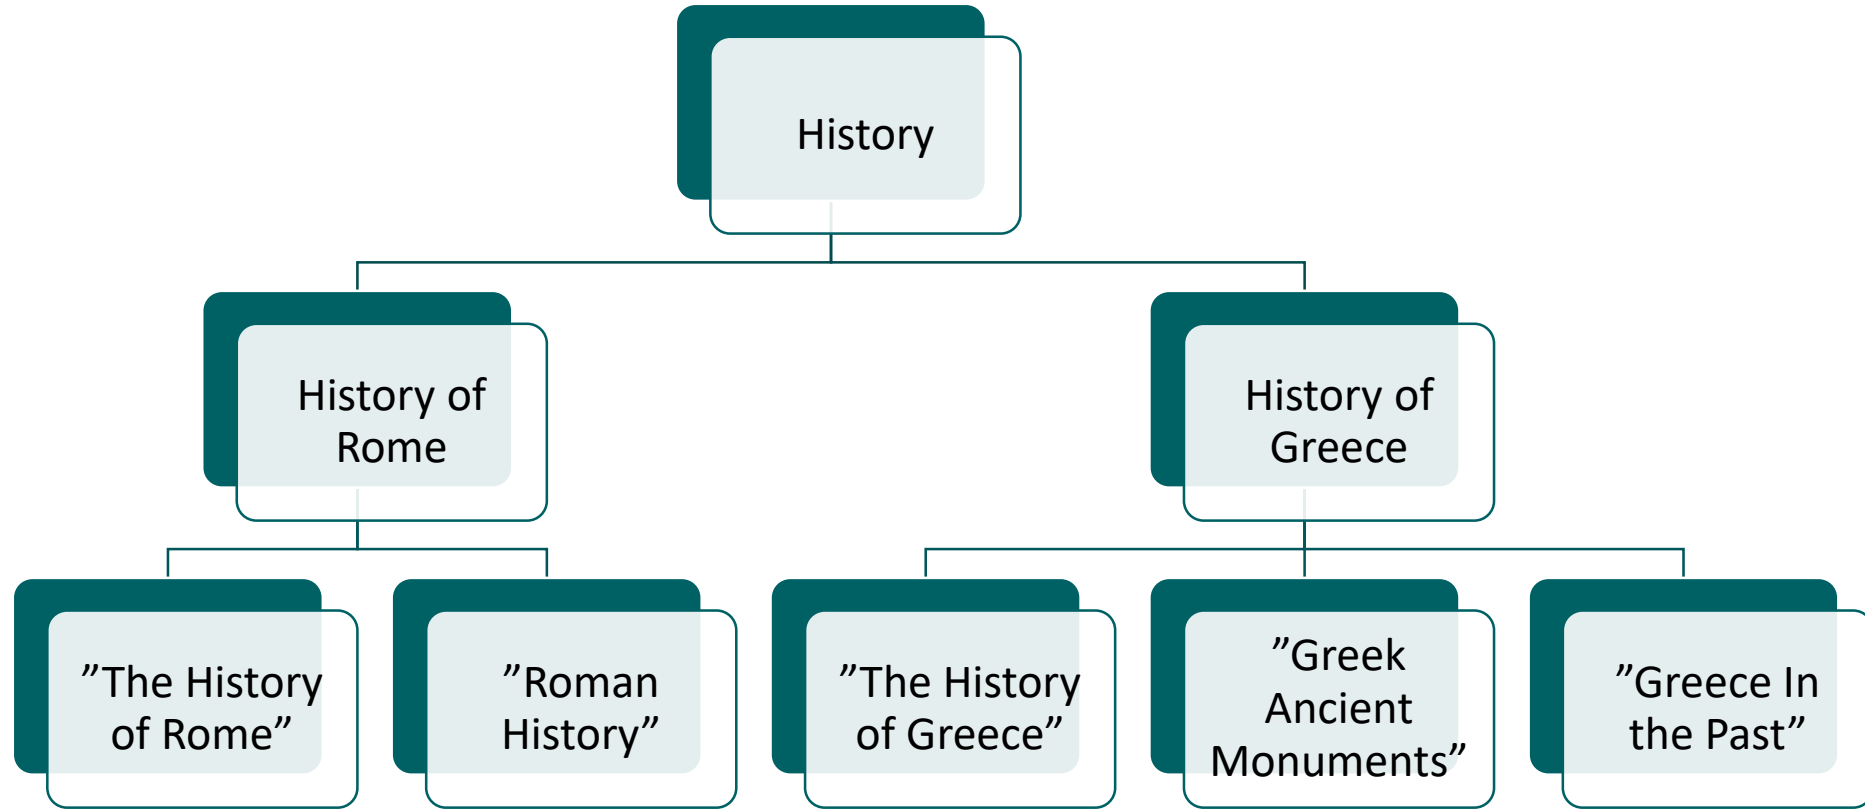 History
History of
Rome
History of
Greece
”The History
of Rome”
”Roman
History”
”The History
of Greece”
”Greek
Ancient
Monuments”
”Greece In
the Past”